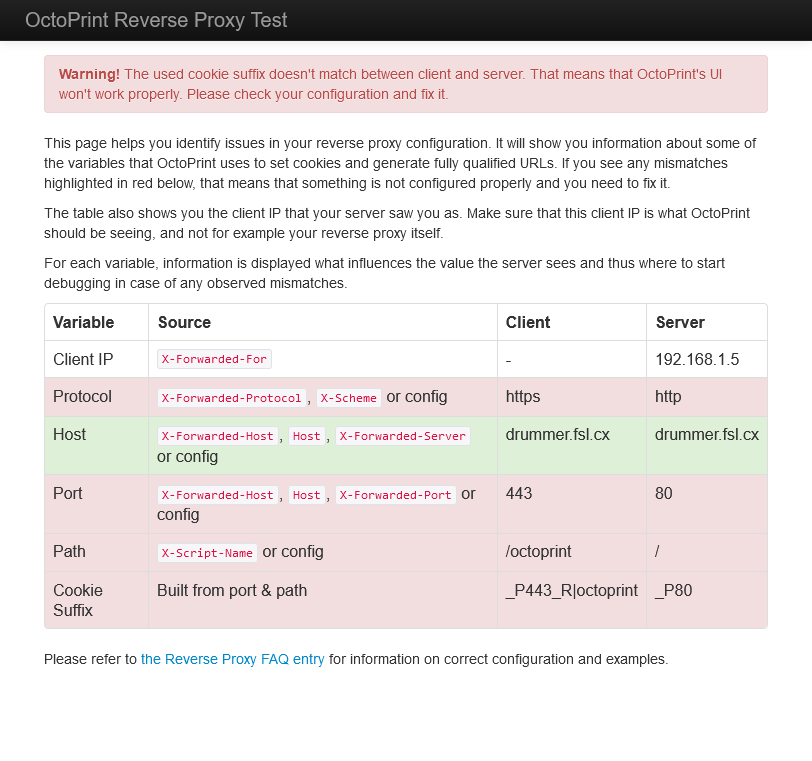 OctoPrint Reverse Proxy Test
Warning! The used cookie suffix doesn't match between client and server. That means that OctoPrint's UI
won't work properly. Please check your configuration and fix it.
This page helps you identify issues in your reverse proxy configuration. It will show you information about some of
the variables that OctoPrint uses to set cookies and generate fully qualified URLs. If you see any mismatches
highlighted in red below, that means that something is not configured properly and you need to fix it.
The table also shows you the client IP that your server saw you as. Make sure that this client IP is what OctoPrint
should be seeing, and not for example your reverse proxy itself.
For each variable, information is displayed what influences the value the server sees and thus where to start
debugging in case of any observed mismatches.
Variable Source Client Server
Client IP X-Forwarded-For - 192.168.1.5
Protocol X-Forwarded-Protocol, X-Scheme or config https http
Host X-Forwarded-Host, Host, X-Forwarded-Server drummer.fsl.cx drummer.fsl.cx
or config
Port X-Forwarded-Host, Host, X-Forwarded-Port or 443 80
config
Path X-Script-Name or config /octoprint /
Cookie Built from port & path _P443_R|octoprint _P80
Suffix
Please refer to the Reverse Proxy FAQ entry for information on correct configuration and examples.